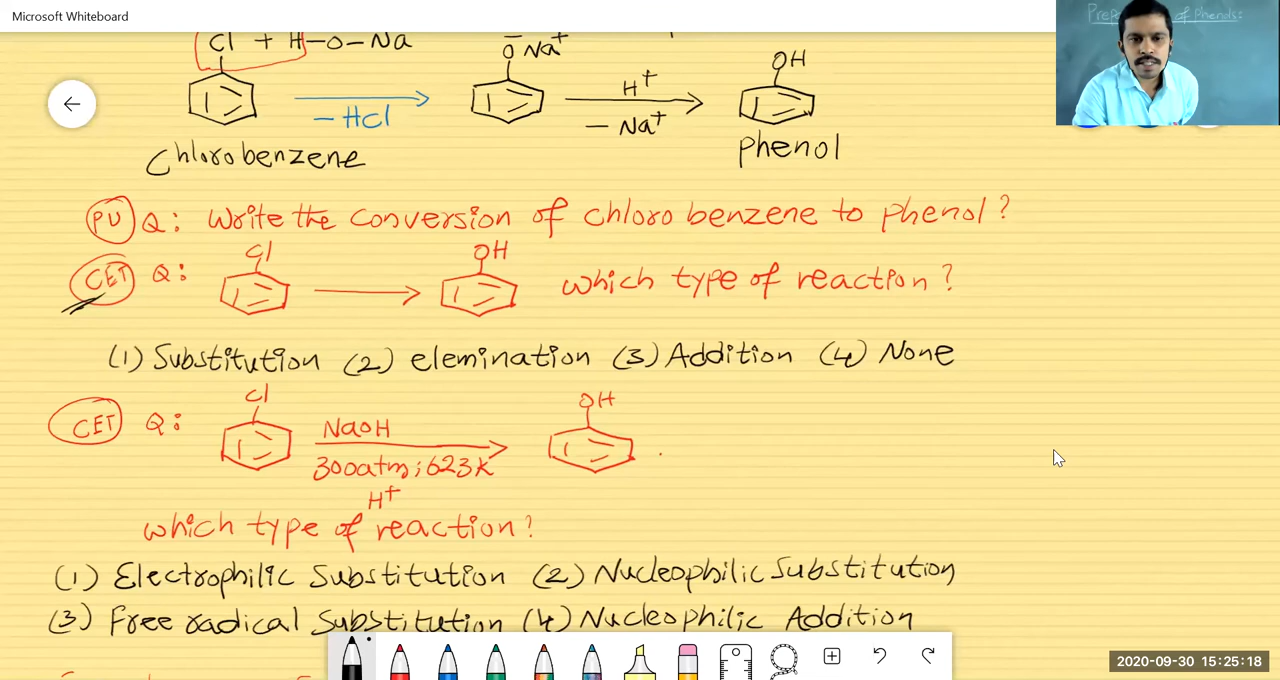 Microsoft Whiteboard
Cl + H-O-Na
O⁻ Na⁺
OH
H⁺
- HCl
- Na⁺
Chlorobenzene
phenol
PU Q: Write the conversion of chloro benzene to phenol?
CET Q: Cl OH which type of reaction?
(1) Substitution (2) elemination (3) Addition (4) None
CET Q: Cl NaOH OH
300atm; 623K
H⁺
which type of reaction?
(1) Electrophilic Substitution (2) Nucleophilic Substitution
(3) Free radical Substitution (4) Nucleophilic Addition
2020-09-30 15:25:18